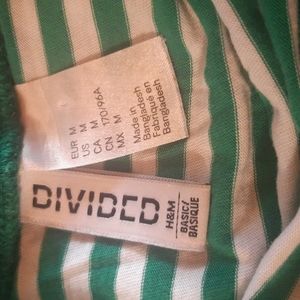 EUR M
US M
CA M
CN 170/96A
MX M
Made in
Bangladesh
Fabriqué en
Bangladesh
DIVIDED
H&M
BASIC/
BASIQUE